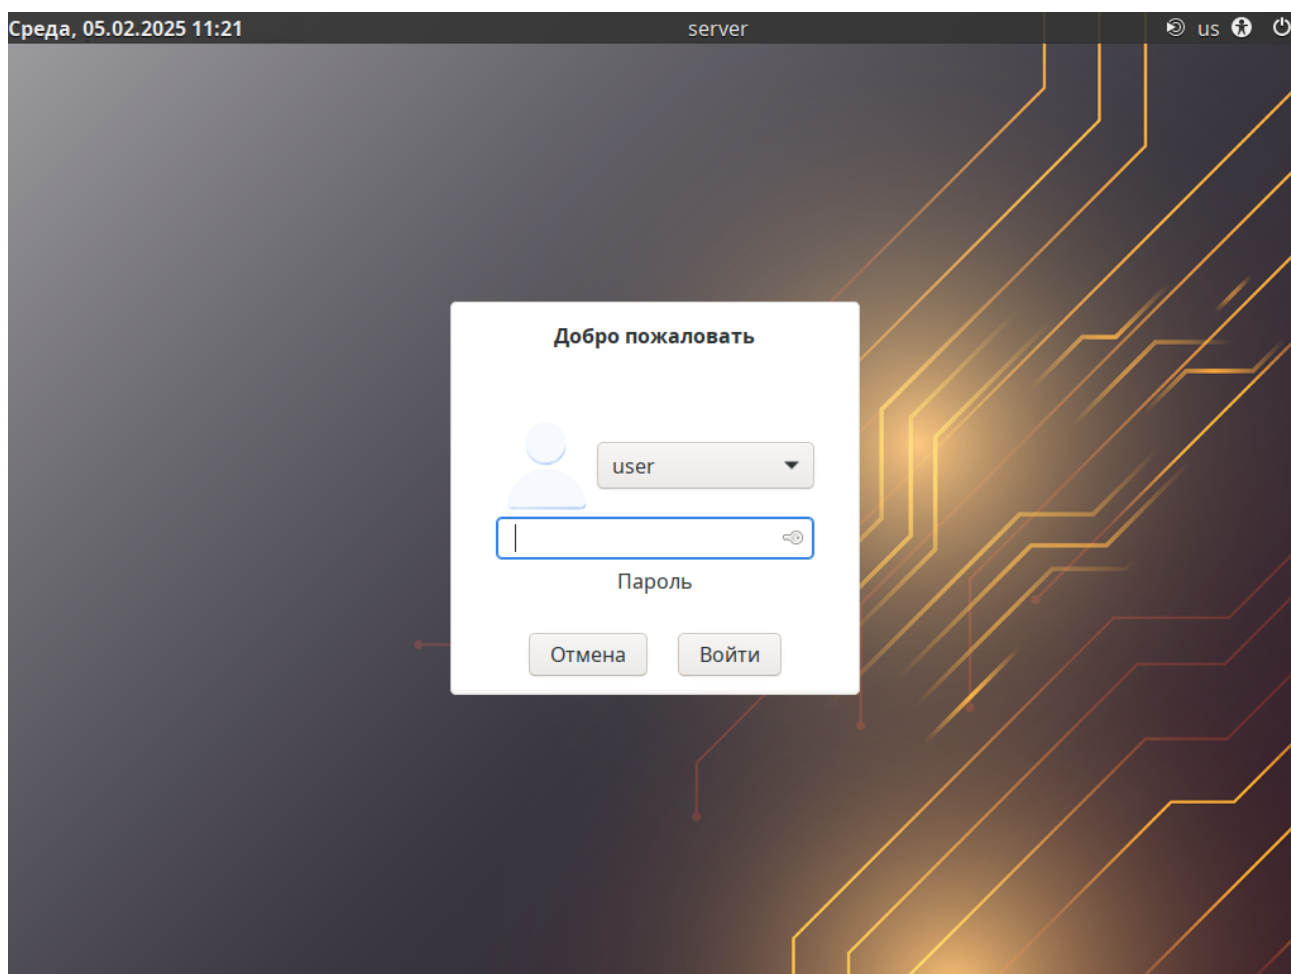 Среда, 05.02.2025 11:21 server us
Добро пожаловать
user
Пароль
Отмена Войти